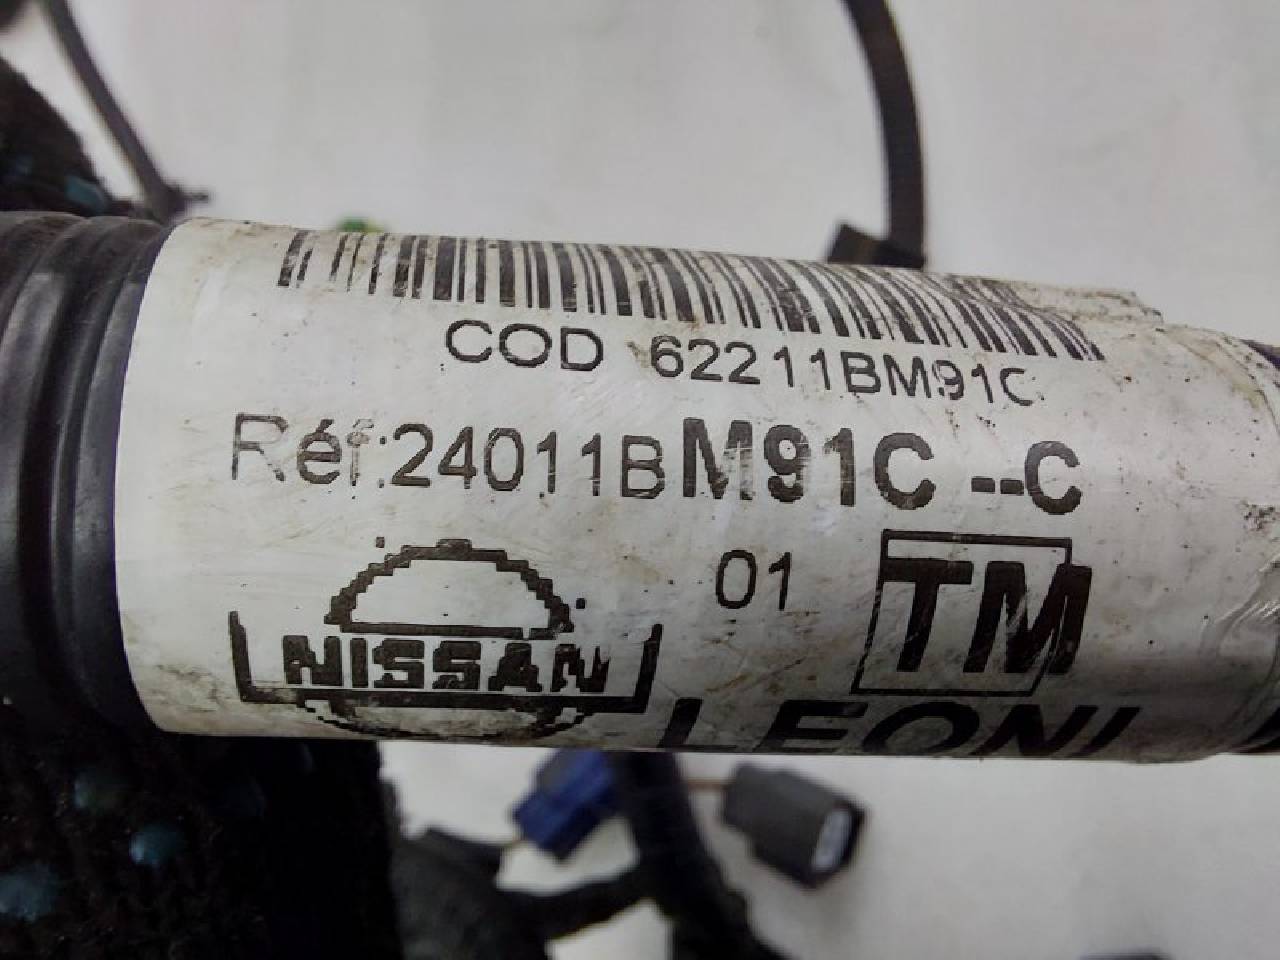 COD 62211BM91C
Réf:24011BM91C --C
01 TM
NISSAN
LEONI